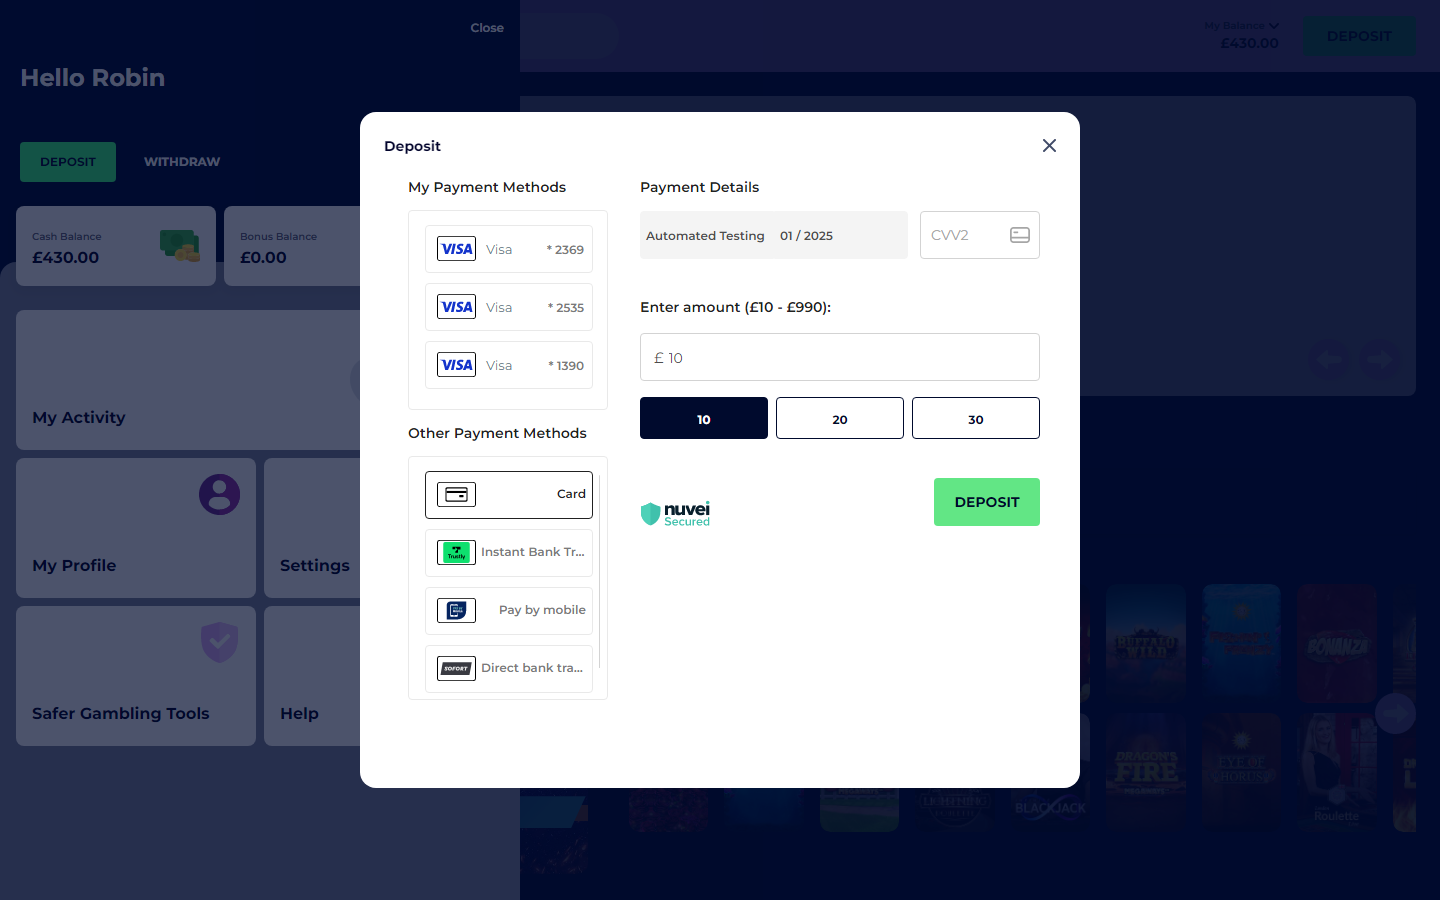 Close
My Balance
£430.00
DEPOSIT
Hello Robin
DEPOSIT
WITHDRAW
Cash Balance
£430.00
Bonus Balance
£0.00
My Activity
My Profile
Settings
Safer Gambling Tools
Help
Deposit
My Payment Methods
VISA Visa * 2369
VISA Visa * 2535
VISA Visa * 1390
Other Payment Methods
Card
Trustly Instant Bank Tr...
Pay by mobile
SOFORT Direct bank tra...
Payment Details
Automated Testing 01 / 2025
CVV2
Enter amount (£10 - £990):
£ 10
10
20
30
nuvei
Secured
DEPOSIT
BUFFALO
WILD
BONANZA
DRAGON'S
FIRE
MEGAWAYS
EYE OF
HORUS
LIGHTNING
BLACKJACK
Roulette